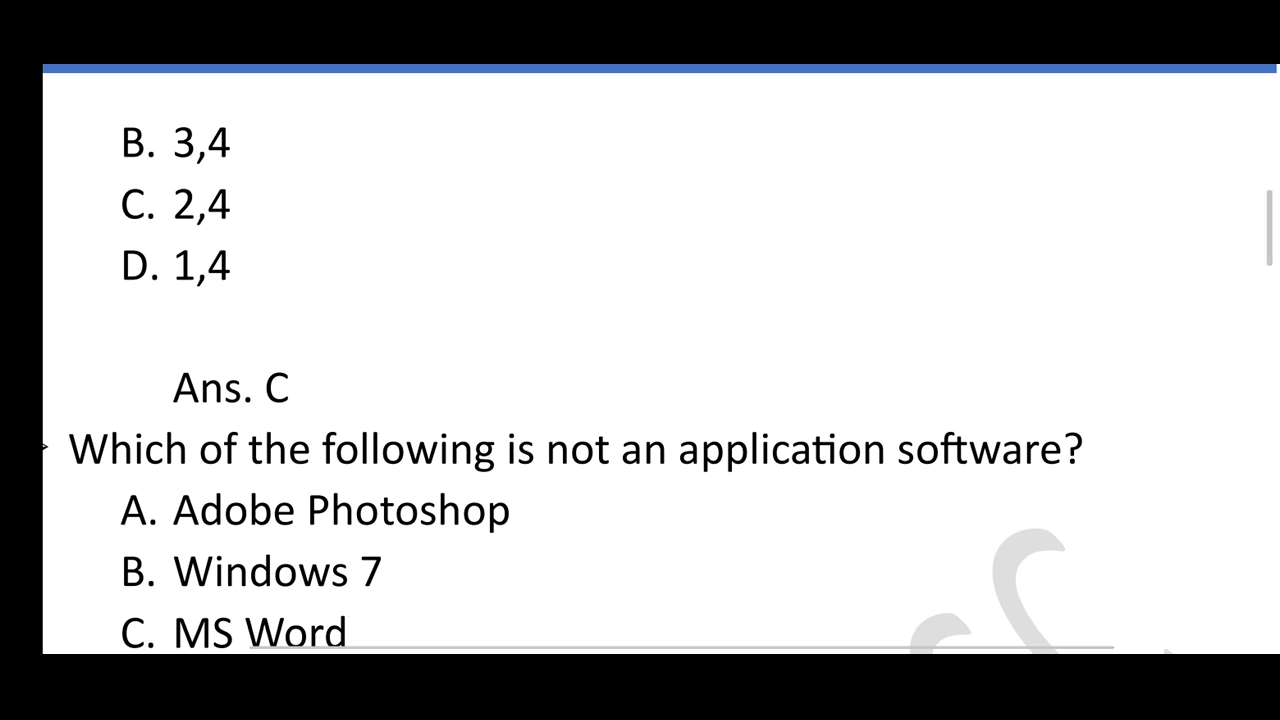 B. 3,4
C. 2,4
D. 1,4
Ans. C
Which of the following is not an application software?
A. Adobe Photoshop
B. Windows 7
C. MS Word